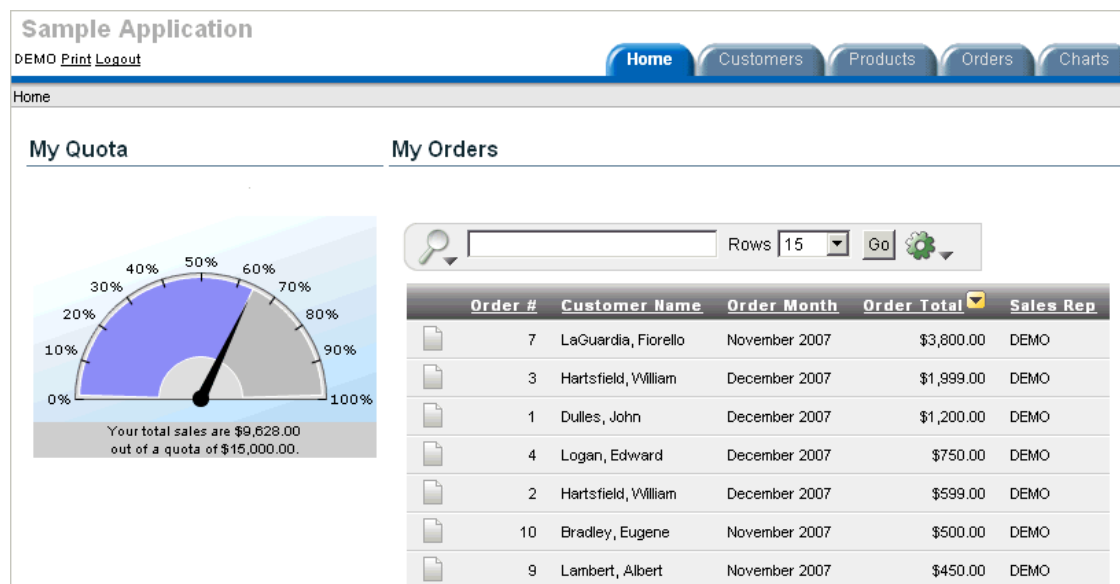 Sample Application
DEMO Print Logout
Home Customers Products Orders Charts
Home
My Quota
0% 10% 20% 30% 40% 50% 60% 70% 80% 90% 100%
Your total sales are $9,628.00
out of a quota of $15,000.00.
My Orders
Rows 15 Go
Order # Customer Name Order Month Order Total Sales Rep
7 LaGuardia, Fiorello November 2007 $3,800.00 DEMO
3 Hartsfield, William December 2007 $1,999.00 DEMO
1 Dulles, John December 2007 $1,200.00 DEMO
4 Logan, Edward December 2007 $750.00 DEMO
2 Hartsfield, William December 2007 $599.00 DEMO
10 Bradley, Eugene November 2007 $500.00 DEMO
9 Lambert, Albert November 2007 $450.00 DEMO